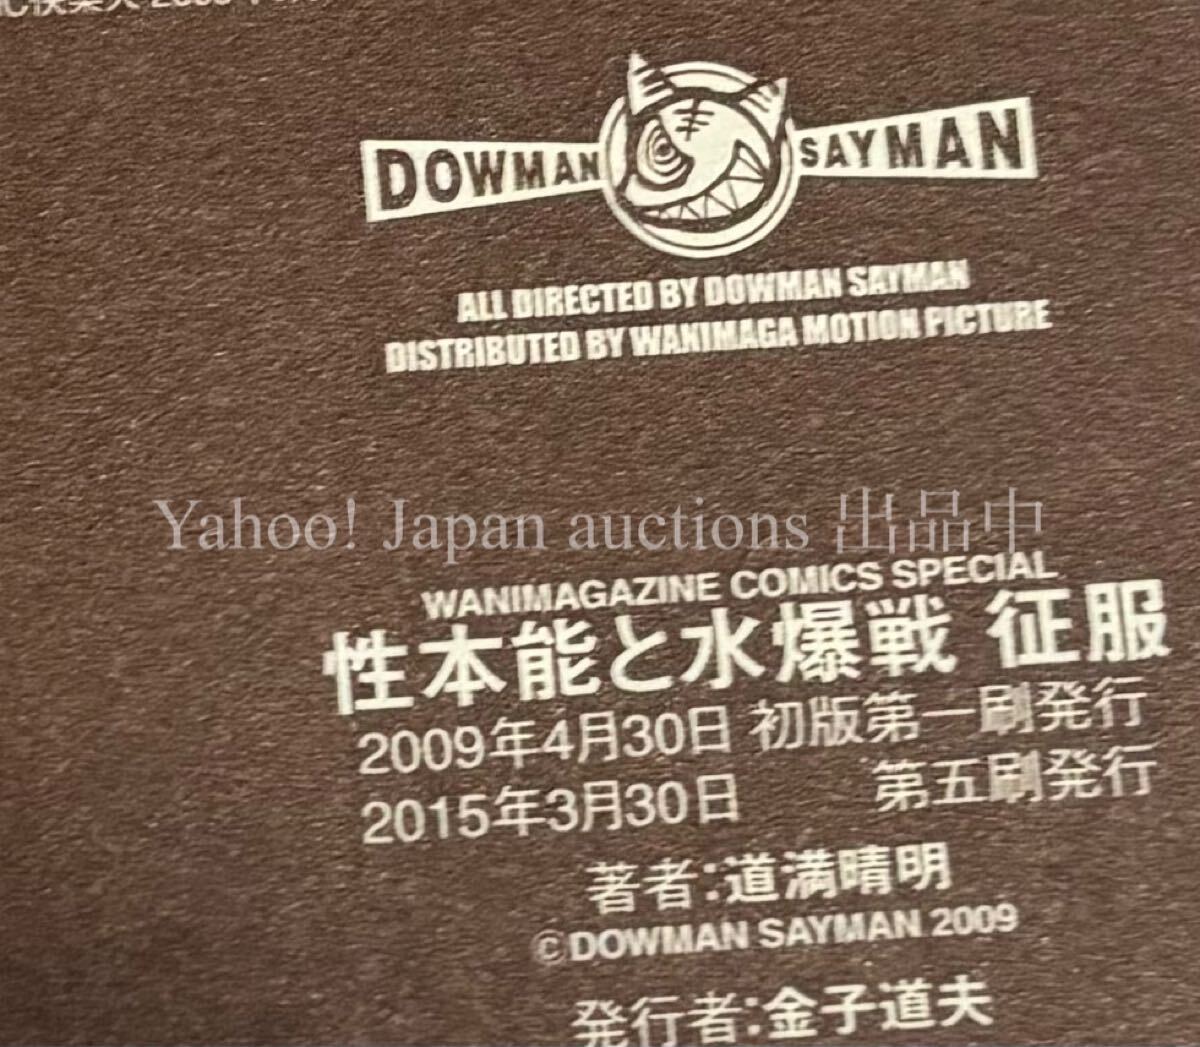 DOWMAN SAYMAN
ALL DIRECTED BY DOWMAN SAYMAN
DISTRIBUTED BY WANIMAGA MOTION PICTURE
Yahoo! Japan auctions 出品中
WANIMAGAZINE COMICS SPECIAL
性本能と水爆戦 征服
2009年4月30日 初版第一刷発行
2015年3月30日 第五刷発行
著者:道満晴明
©DOWMAN SAYMAN 2009
発行者:金子道夫